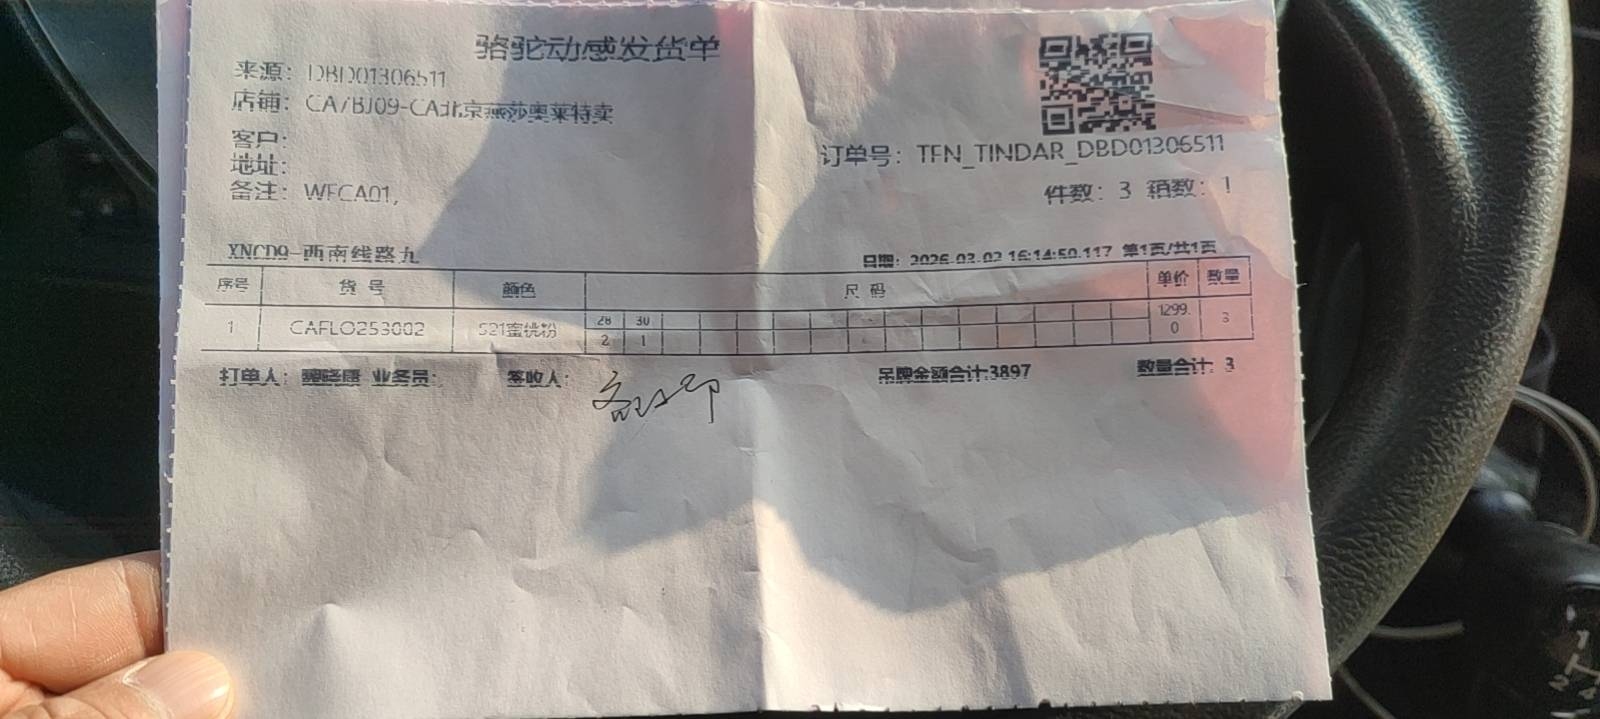 骆驼动感发货单
来源：DBD01306511
店铺：CA7BJ09-CA北京燕莎奥莱特卖
客户：
地址：
订单号：TFN_TINDAR_DBD01306511
备注：WFCA01,
件数：3 箱数：1
XNCD9-西南线路九
日期：2026-03-02 16:14:50.117 第1页/共1页
序号 货号 颜色 尺码 单价 数量
28 30
1 CAFLO253002 S21蜜桃粉 1299.0 3
2 1
打单人： 业务员： 签收人： 吊牌金额合计:3897 数量合计：3